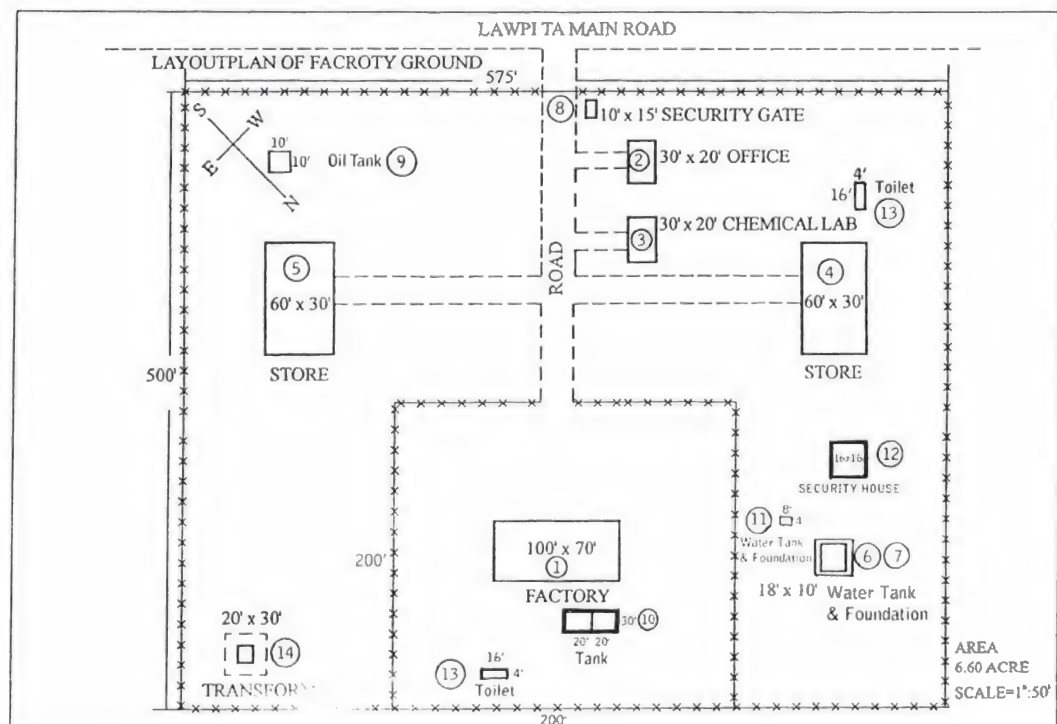 LAWPI TA MAIN ROAD
LAYOUTPLAN OF FACROTY GROUND
575'
S
W
E
N
10'
10'
Oil Tank 9
8
10' x 15' SECURITY GATE
2
30' x 20' OFFICE
4'
16'
Toilet
13
3
30' x 20' CHEMICAL LAB
ROAD
5
60' x 30'
STORE
4
60' x 30'
STORE
500'
12
SECURITY HOUSE
11
8'
4
Water Tank
& Foundation
6 7
18' x 10'
Water Tank
& Foundation
200'
100' x 70'
1
FACTORY
30'
10
20' 20'
Tank
20' x 30'
14
13
16'
4'
Toilet
200'
AREA
6.60 ACRE
SCALE=1":50'